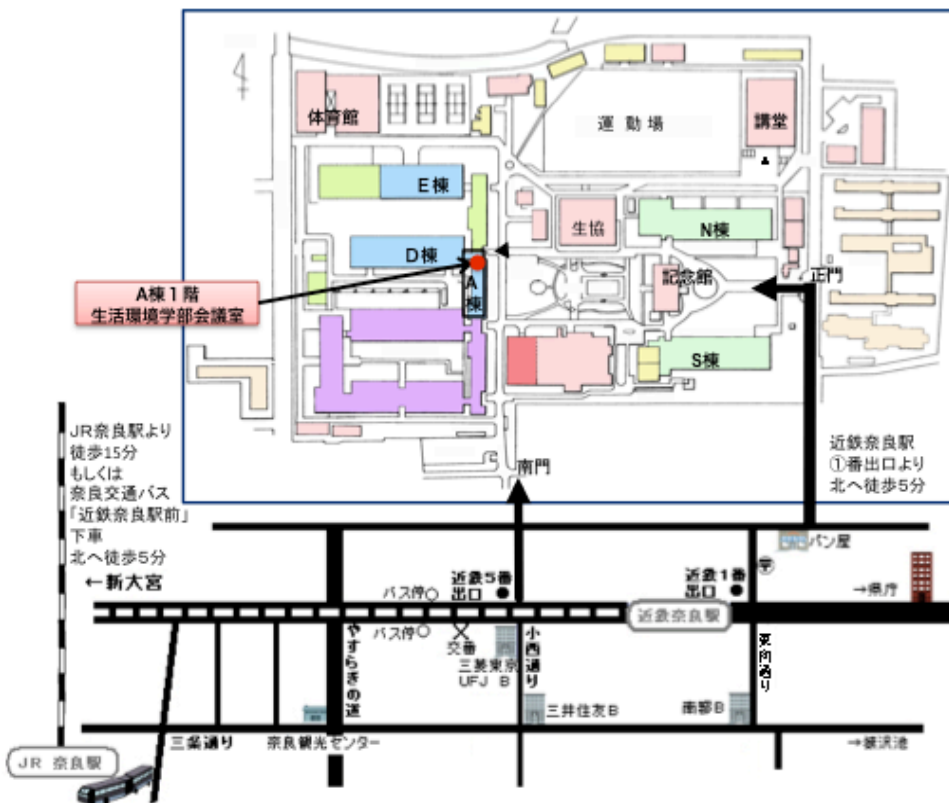 体育館
運動場
講堂
E棟
生協
N棟
D棟
記念館
正門
A棟
A棟1階
生活環境学部会議室
S棟
JR奈良駅より
徒歩15分
もしくは
奈良交通バス
「近鉄奈良駅前」
下車
北へ徒歩5分
近鉄奈良駅
①番出口より
北へ徒歩5分
南門
パン屋
←新大宮
バス停
近鉄5番
出口
近鉄1番
出口
→県庁
近鉄奈良駅
やすらぎの道
バス停
交番
三菱東京
UFJ B
小西通り
東向通り
三井住友B
南都B
三条通り
奈良観光センター
→猿沢池
JR 奈良駅